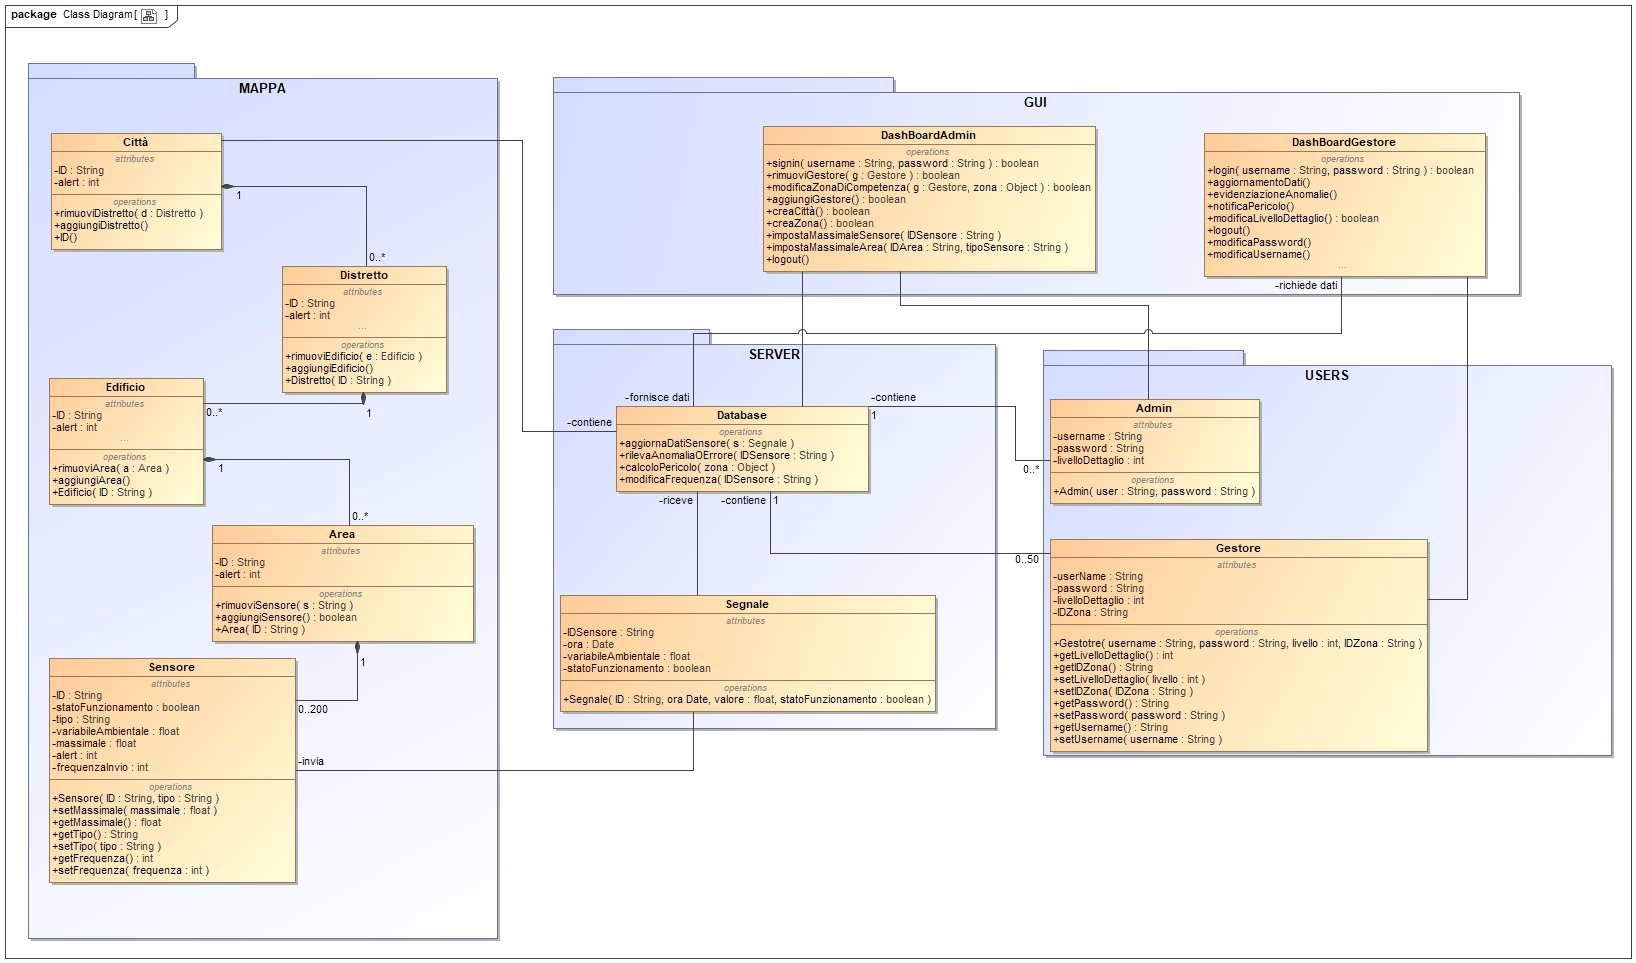 package Class Diagram[ ]
MAPPA
Città
attributes
-ID : String
-alert : int
operations
+rimuoviDistretto( d : Distretto )
+aggiungiDistretto()
+ID()
1
0..*
Distretto
attributes
-ID : String
-alert : int
...
operations
+rimuoviEdificio( e : Edificio )
+aggiungiEdificio()
+Distretto( ID : String )
1
0..*
Edificio
attributes
-ID : String
-alert : int
...
operations
+rimuoviArea( a : Area )
+aggiungiArea()
+Edificio( ID : String )
1
0..*
Area
attributes
-ID : String
-alert : int
operations
+rimuoviSensore( s : String )
+aggiungiSensore() : boolean
+Area( ID : String )
1
0..200
Sensore
attributes
-ID : String
-statoFunzionamento : boolean
-tipo : String
-variabileAmbientale : float
-massimale : float
-alert : int
-frequenzaInvio : int
operations
+Sensore( ID : String, tipo : String )
+setMassimale( massimale : float )
+getMassimale() : float
+getTipo() : String
+setTipo( tipo : String )
+getFrequenza() : int
+setFrequenza( frequenza : int )
-invia
GUI
DashBoardAdmin
operations
+signin( username : String, password : String ) : boolean
+rimuoviGestore( g : Gestore ) : boolean
+modificaZonaDiCompetenza( g : Gestore, zona : Object ) : boolean
+aggiungiGestore() : boolean
+creaCittà() : boolean
+creaZona() : boolean
+impostaMassimaleSensore( IDSensore : String )
+impostaMassimaleArea( IDArea : String, tipoSensore : String )
+logout()
DashBoardGestore
operations
+login( username : String, password : String ) : boolean
+aggiornamentoDati()
+evidenziazioneAnomalie()
+notificaPericolo()
+modificaLivelloDettaglio() : boolean
+logout()
+modificaPassword()
+modificaUsername()
...
-richiede dati
SERVER
-fornisce dati
-contiene
-contiene
1
0..*
Database
operations
+aggiornaDatiSensore( s : Segnale )
+rilevaAnomaliaOErrore( IDSensore : String )
+calcoloPericolo( zona : Object )
+modificaFrequenza( IDSensore : String )
-riceve
-contiene
1
0..50
Segnale
attributes
-IDSensore : String
-ora : Date
-variabileAmbientale : float
-statoFunzionamento : boolean
operations
+Segnale( ID : String, ora Date, valore : float, statoFunzionamento : boolean )
USERS
Admin
attributes
-username : String
-password : String
-livelloDettaglio : int
operations
+Admin( user : String, password : String )
Gestore
attributes
-userName : String
-password : String
-livelloDettaglio : int
-IDZona : String
operations
+Gestotre( username : String, password : String, livello : int, IDZona : String )
+getLivelloDettaglio() : int
+getIDZona() : String
+setLivelloDettaglio( livello : int )
+setIDZona( IDZona : String )
+getPassword() : String
+setPassword( password : String )
+getUsername() : String
+setUsername( username : String )